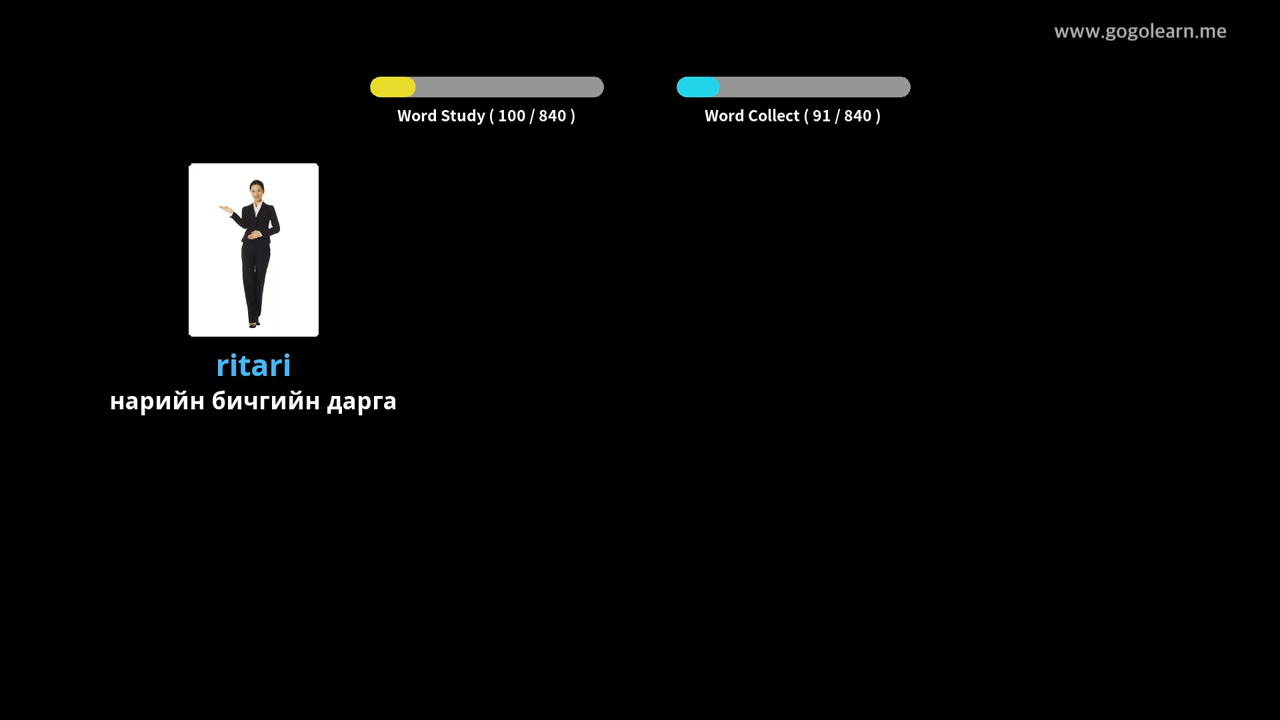 www.gogolearn.me
Word Study ( 100 / 840 )
Word Collect ( 91 / 840 )
ritari
нарийн бичгийн дарга